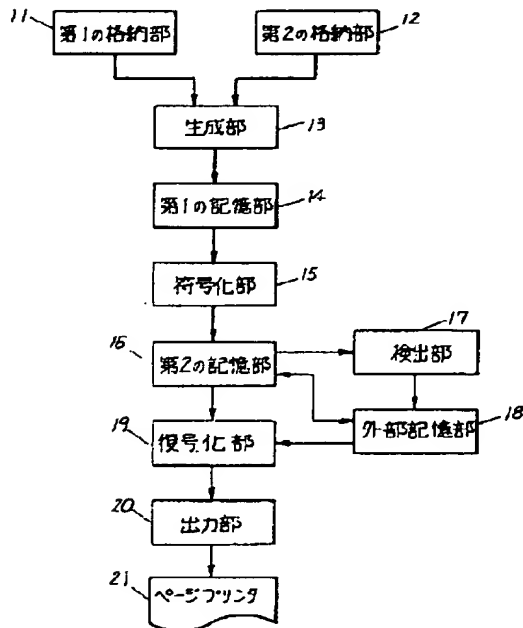 11
第1の格納部
第2の格納部
12
生成部
13
第1の記憶部
14
符号化部
15
16
第2の記憶部
17
検出部
19
復号化部
外部記憶部
18
20
出力部
21
ページプリンタ